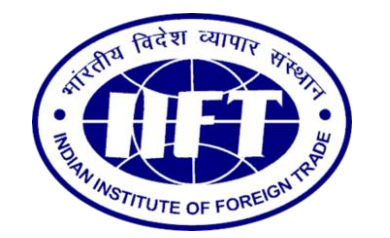 भारतीय विदेश व्यापार संस्थान
IIFT
INDIAN INSTITUTE OF FOREIGN TRADE